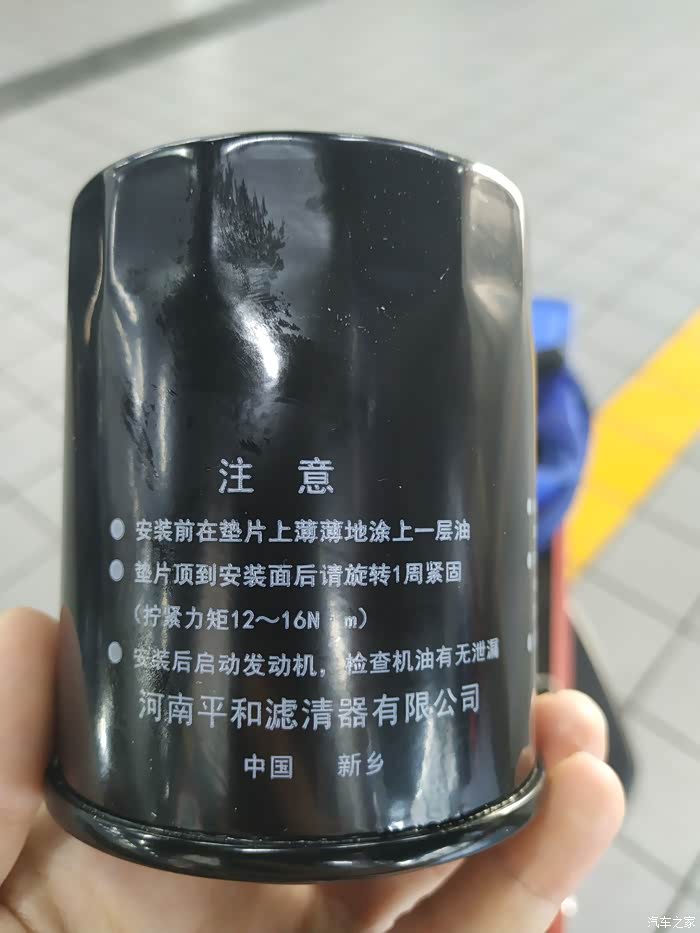 注 意
● 安装前在垫片上薄薄地涂上一层油
● 垫片顶到安装面后请旋转1周紧固
(拧紧力矩12～16N m)
● 安装后启动发动机，检查机油有无泄漏
河南平和滤清器有限公司
中国 新乡
汽车之家